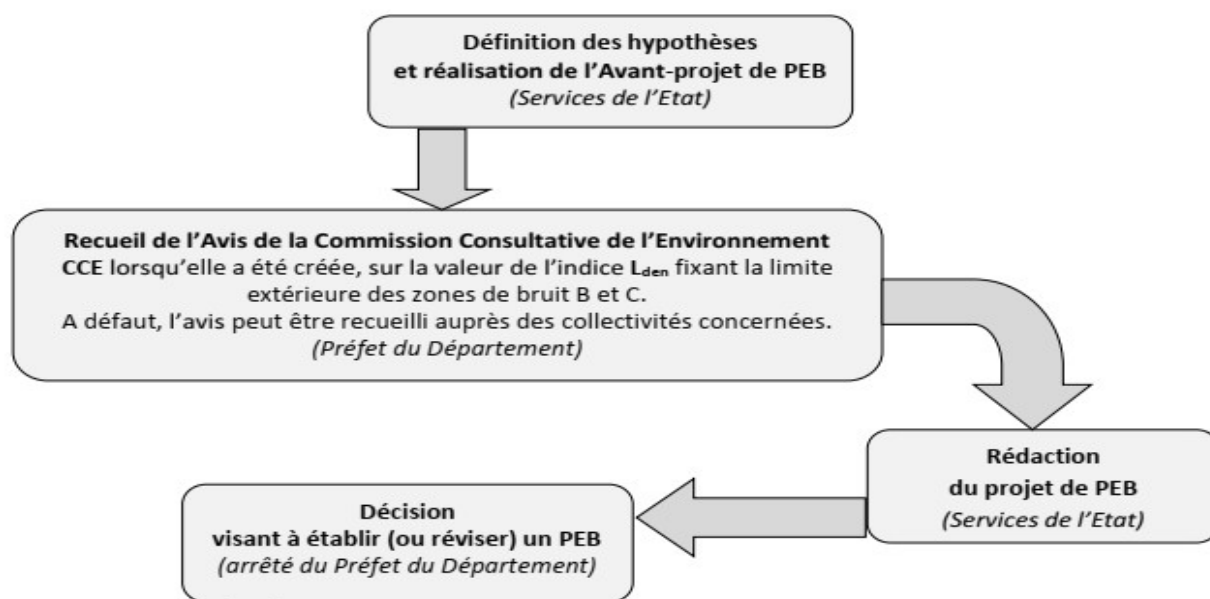 Définition des hypothèses
et réalisation de l’Avant-projet de PEB
(Services de l’Etat)
Recueil de l’Avis de la Commission Consultative de l’Environnement
CCE lorsqu’elle a été créée, sur la valeur de l’indice Lden fixant la limite
extérieure des zones de bruit B et C.
A défaut, l’avis peut être recueilli auprès des collectivités concernées.
(Préfet du Département)
Rédaction
du projet de PEB
(Services de l’Etat)
Décision
visant à établir (ou réviser) un PEB
(arrêté du Préfet du Département)